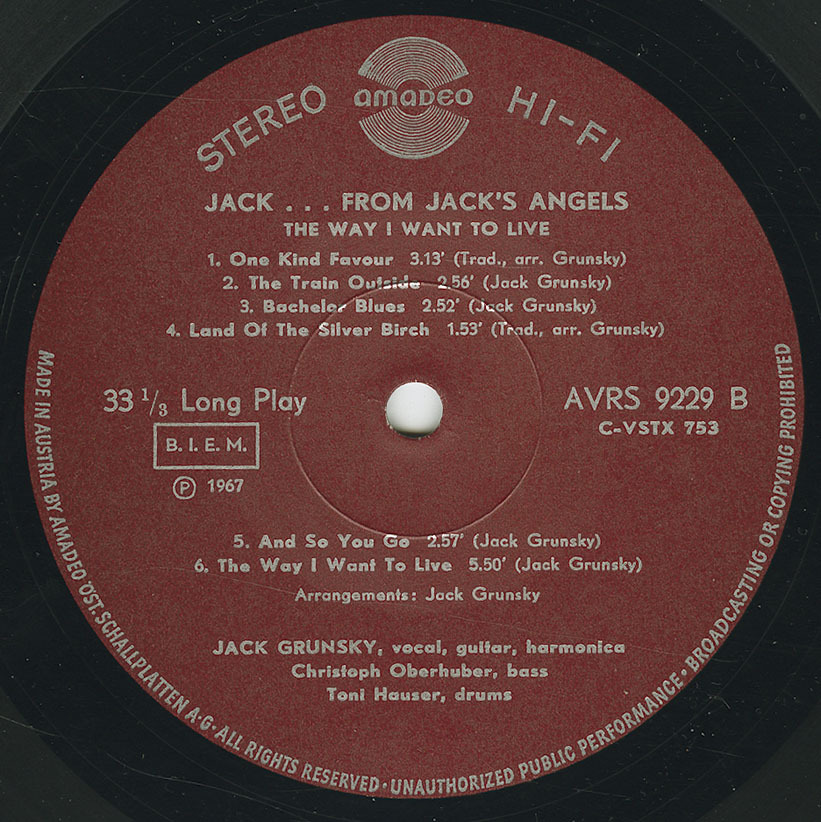 STEREO amadeo HI-FI
JACK . . . FROM JACK'S ANGELS
THE WAY I WANT TO LIVE
1. One Kind Favour 3.13' (Trad., arr. Grunsky)
2. The Train Outside 2.56' (Jack Grunsky)
3. Bachelor Blues 2.52' (Jack Grunsky)
4. Land Of The Silver Birch 1.53' (Trad., arr. Grunsky)
33 1/3 Long Play
AVRS 9229 B
C-VSTX 753
B. I. E. M.
Ⓟ 1967
5. And So You Go 2.57' (Jack Grunsky)
6. The Way I Want To Live 5.50' (Jack Grunsky)
Arrangements: Jack Grunsky
JACK GRUNSKY, vocal, guitar, harmonica
Christoph Oberhuber, bass
Toni Hauser, drums
MADE IN AUSTRIA BY AMADEO ÖST. SCHALLPLATTEN A·G· ALL RIGHTS RESERVED · UNAUTHORIZED PUBLIC PERFORMANCE · BROADCASTING OR COPYING PROHIBITED